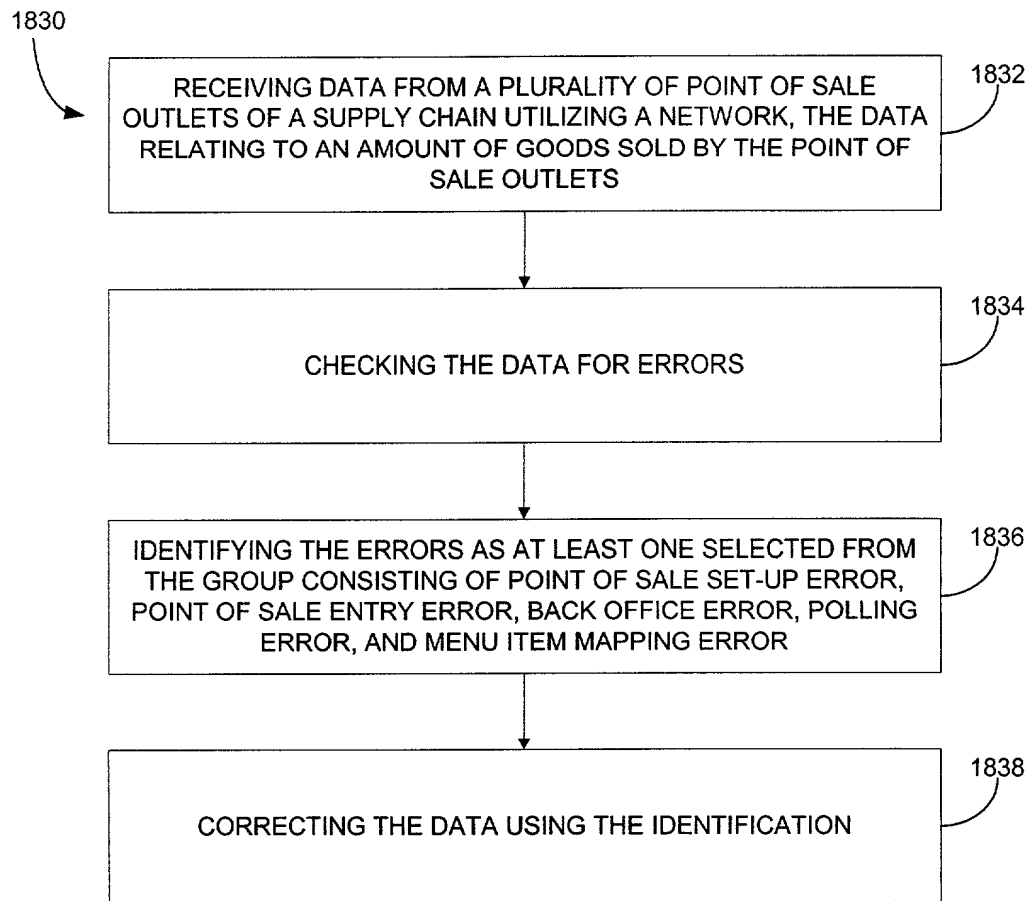 1830
RECEIVING DATA FROM A PLURALITY OF POINT OF SALE
OUTLETS OF A SUPPLY CHAIN UTILIZING A NETWORK, THE DATA
RELATING TO AN AMOUNT OF GOODS SOLD BY THE POINT OF
SALE OUTLETS
1832
CHECKING THE DATA FOR ERRORS
1834
IDENTIFYING THE ERRORS AS AT LEAST ONE SELECTED FROM
THE GROUP CONSISTING OF POINT OF SALE SET-UP ERROR,
POINT OF SALE ENTRY ERROR, BACK OFFICE ERROR, POLLING
ERROR, AND MENU ITEM MAPPING ERROR
1836
CORRECTING THE DATA USING THE IDENTIFICATION
1838